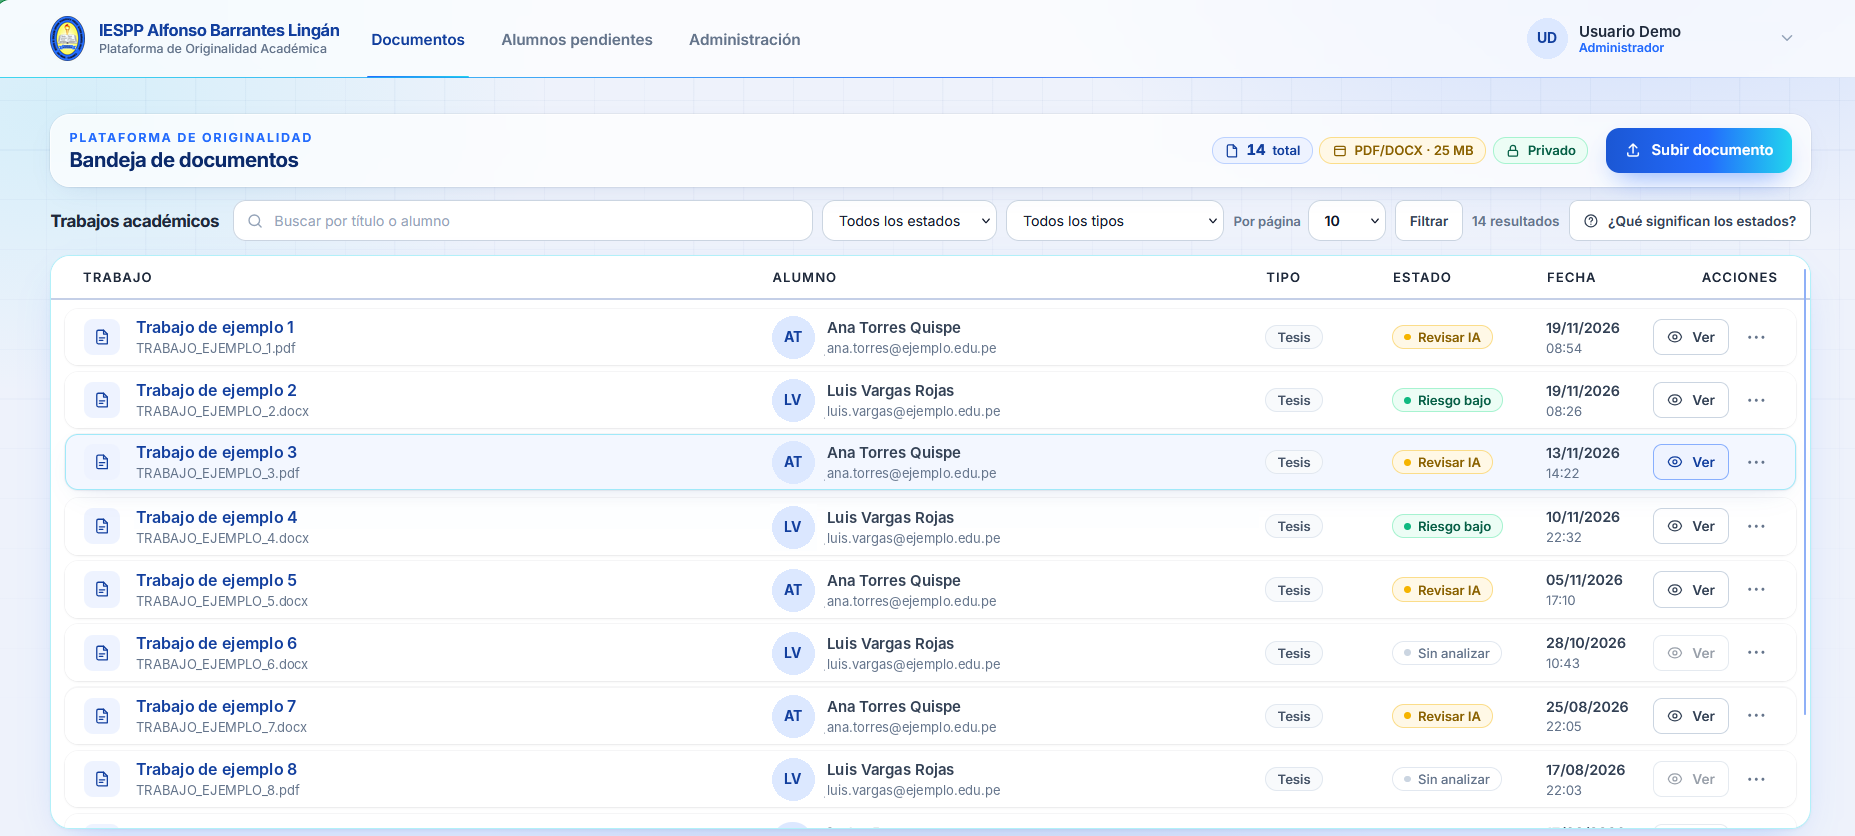 IESPP Alfonso Barrantes Lingán
Plataforma de Originalidad Académica
Documentos
Alumnos pendientes
Administración
UD
Usuario Demo
Administrador
PLATAFORMA DE ORIGINALIDAD
Bandeja de documentos
14 total
PDF/DOCX · 25 MB
Privado
Subir documento
Trabajos académicos
Buscar por título o alumno
Todos los estados
Todos los tipos
Por página
10
Filtrar
14 resultados
¿Qué significan los estados?
TRABAJO ALUMNO TIPO ESTADO FECHA ACCIONES
Trabajo de ejemplo 1
TRABAJO_EJEMPLO_1.pdf
AT
Ana Torres Quispe
ana.torres@ejemplo.edu.pe
Tesis
Revisar IA
19/11/2026
08:54
Ver
Trabajo de ejemplo 2
TRABAJO_EJEMPLO_2.docx
LV
Luis Vargas Rojas
luis.vargas@ejemplo.edu.pe
Tesis
Riesgo bajo
19/11/2026
08:26
Ver
Trabajo de ejemplo 3
TRABAJO_EJEMPLO_3.pdf
AT
Ana Torres Quispe
ana.torres@ejemplo.edu.pe
Tesis
Revisar IA
13/11/2026
14:22
Ver
Trabajo de ejemplo 4
TRABAJO_EJEMPLO_4.docx
LV
Luis Vargas Rojas
luis.vargas@ejemplo.edu.pe
Tesis
Riesgo bajo
10/11/2026
22:32
Ver
Trabajo de ejemplo 5
TRABAJO_EJEMPLO_5.docx
AT
Ana Torres Quispe
ana.torres@ejemplo.edu.pe
Tesis
Revisar IA
05/11/2026
17:10
Ver
Trabajo de ejemplo 6
TRABAJO_EJEMPLO_6.docx
LV
Luis Vargas Rojas
luis.vargas@ejemplo.edu.pe
Tesis
Sin analizar
28/10/2026
10:43
Ver
Trabajo de ejemplo 7
TRABAJO_EJEMPLO_7.docx
AT
Ana Torres Quispe
ana.torres@ejemplo.edu.pe
Tesis
Revisar IA
25/08/2026
22:05
Ver
Trabajo de ejemplo 8
TRABAJO_EJEMPLO_8.pdf
LV
Luis Vargas Rojas
luis.vargas@ejemplo.edu.pe
Tesis
Sin analizar
17/08/2026
22:03
Ver